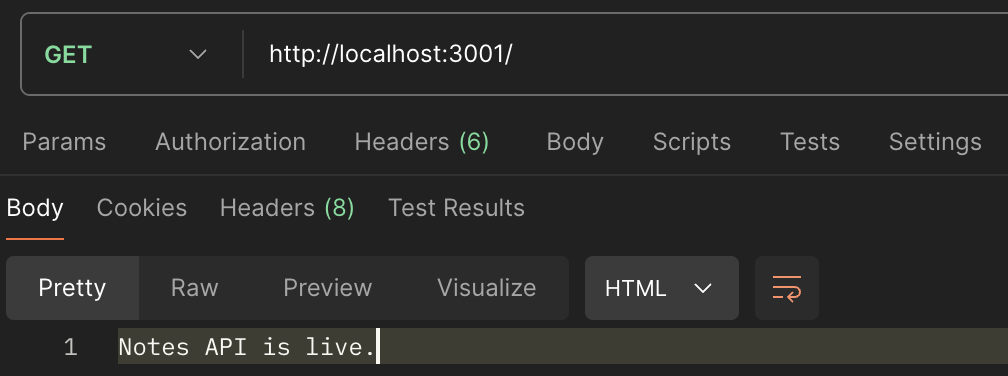 GET http://localhost:3001/
Params Authorization Headers (6) Body Scripts Tests Settings
Body Cookies Headers (8) Test Results
Pretty Raw Preview Visualize HTML
1 Notes API is live.